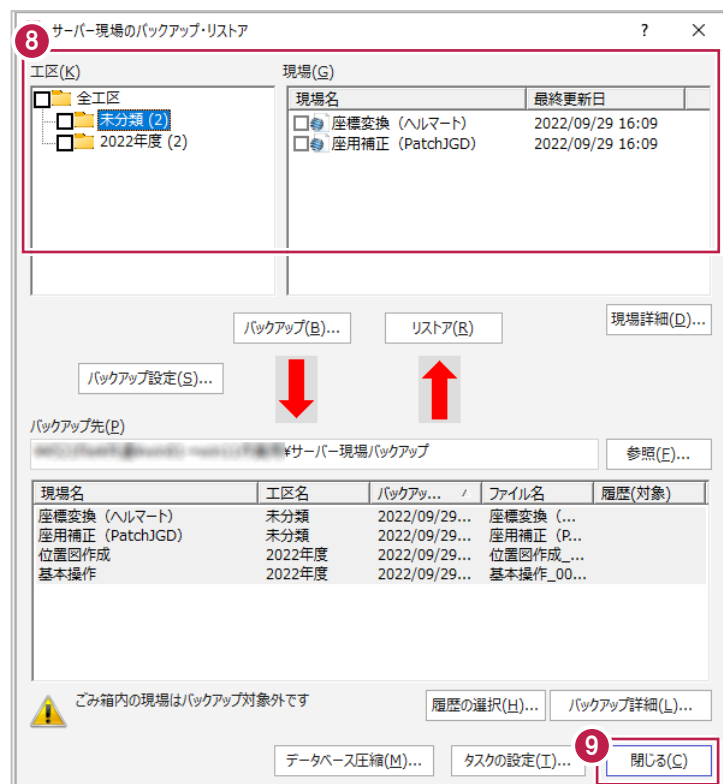 8
サーバー現場のバックアップ・リストア
?
工区(K)
現場(G)
全工区
未分類 (2)
2022年度 (2)
現場名 最終更新日
座標変換（ヘルマート） 2022/09/29 16:09
座用補正（PatchJGD） 2022/09/29 16:09
バックアップ(B)...
リストア(R)
現場詳細(D)...
バックアップ設定(S)...
バックアップ先(P)
¥サーバー現場バックアップ
参照(F)...
現場名 工区名 バックアッ... ファイル名 履歴(対象)
座標変換（ヘルマート） 未分類 2022/09/29... 座標変換（...
座用補正（PatchJGD） 未分類 2022/09/29... 座用補正（P...
位置図作成 2022年度 2022/09/29... 位置図作成_...
基本操作 2022年度 2022/09/29... 基本操作_00...
ごみ箱内の現場はバックアップ対象外です
履歴の選択(H)...
バックアップ詳細(L)...
データベース圧縮(M)...
タスクの設定(T)...
9
閉じる(C)